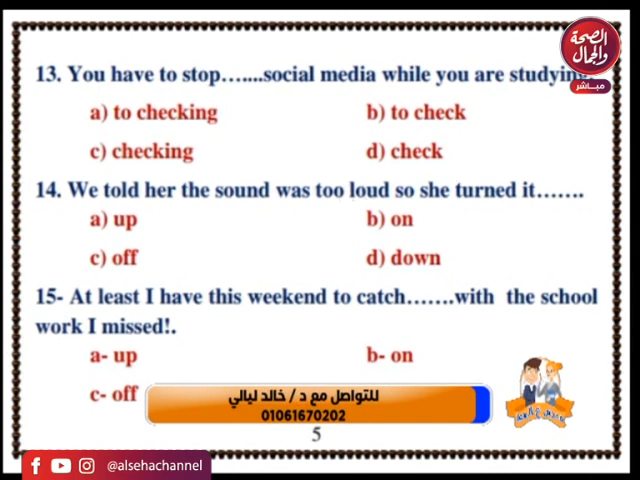 الصحة
والجمال
مباشر
13. You have to stop…....social media while you are studying.
a) to checking b) to check
c) checking d) check
14. We told her the sound was too loud so she turned it…….
a) up b) on
c) off d) down
15- At least I have this weekend to catch…….with the school
work I missed!.
a- up b- on
c- off
للتواصل مع د / خالد ليالي
01061670202
5
@alsehachannel